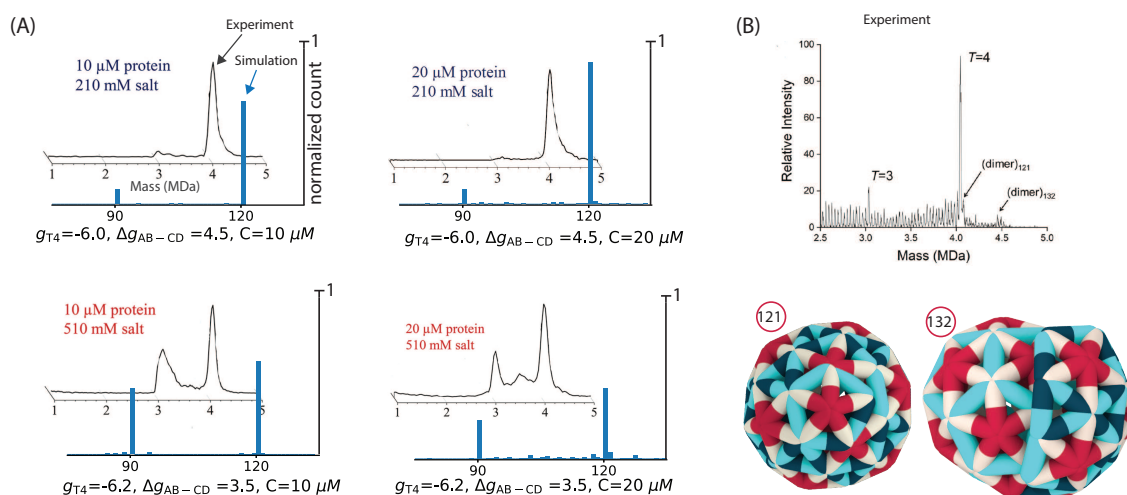 (A)
Experiment
Simulation
10 µM protein
210 mM salt
1
normalized count
1 2 3 4 5
Mass (MDa)
90 120
g_T4=-6.0, Δg_AB−CD =4.5, C=10 µM
20 µM protein
210 mM salt
1
1 2 3 4 5
90 120
g_T4=-6.0, Δg_AB−CD =4.5, C=20 µM
10 µM protein
510 mM salt
1
1 2 3 4 5
90 120
g_T4=-6.2, Δg_AB−CD =3.5, C=10 µM
20 µM protein
510 mM salt
1
1 2 3 4 5
90 120
g_T4=-6.2, Δg_AB−CD =3.5, C=20 µM
(B)
Experiment
Relative Intensity
100
80
60
40
20
0
T=4
T=3
(dimer)121
(dimer)132
2.5 3.0 3.5 4.0 4.5 5.0
Mass (MDa)
121
132